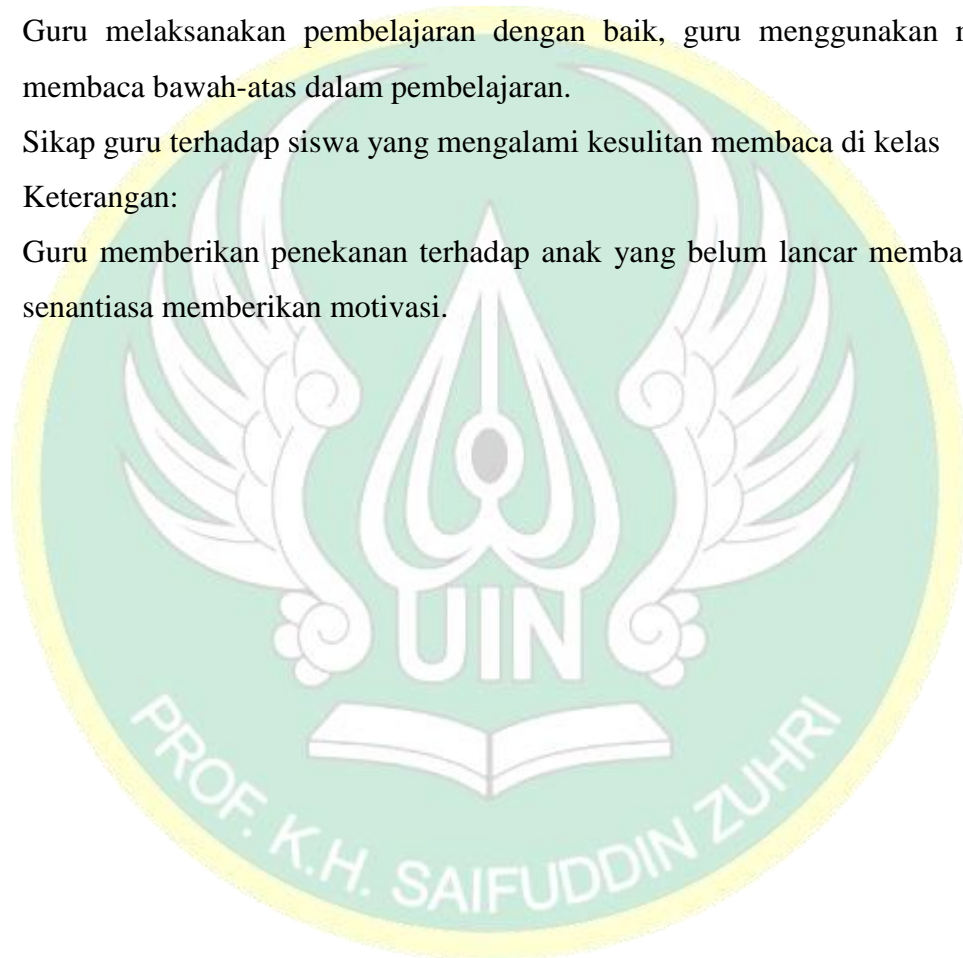 Guru melaksanakan pembelajaran dengan baik, guru menggunakan
membaca bawah-atas dalam pembelajaran.
Sikap guru terhadap siswa yang mengalami kesulitan membaca di kelas
Keterangan:
Guru memberikan penekanan terhadap anak yang belum lancar
senantiasa memberikan motivasi.
UIN
PROF. K.H. SAIFUDDIN ZUHRI